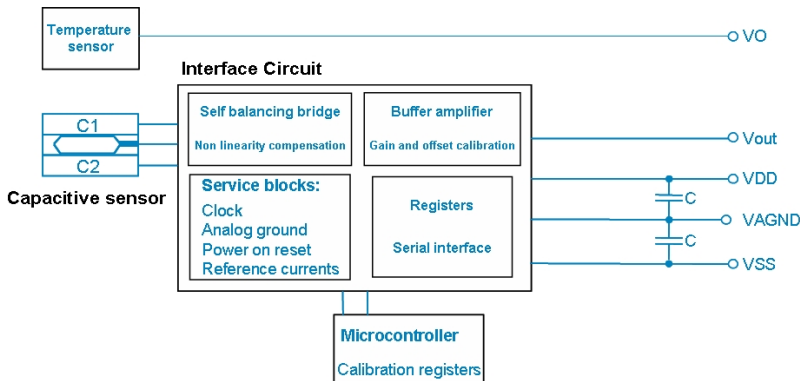 Temperature
sensor
VO
Interface Circuit
Self balancing bridge
Non linearity compensation
Buffer amplifier
Gain and offset calibration
C1
C2
Capacitive sensor
Vout
VDD
C
VAGND
C
VSS
Service blocks:
Clock
Analog ground
Power on reset
Reference currents
Registers
Serial interface
Microcontroller
Calibration registers